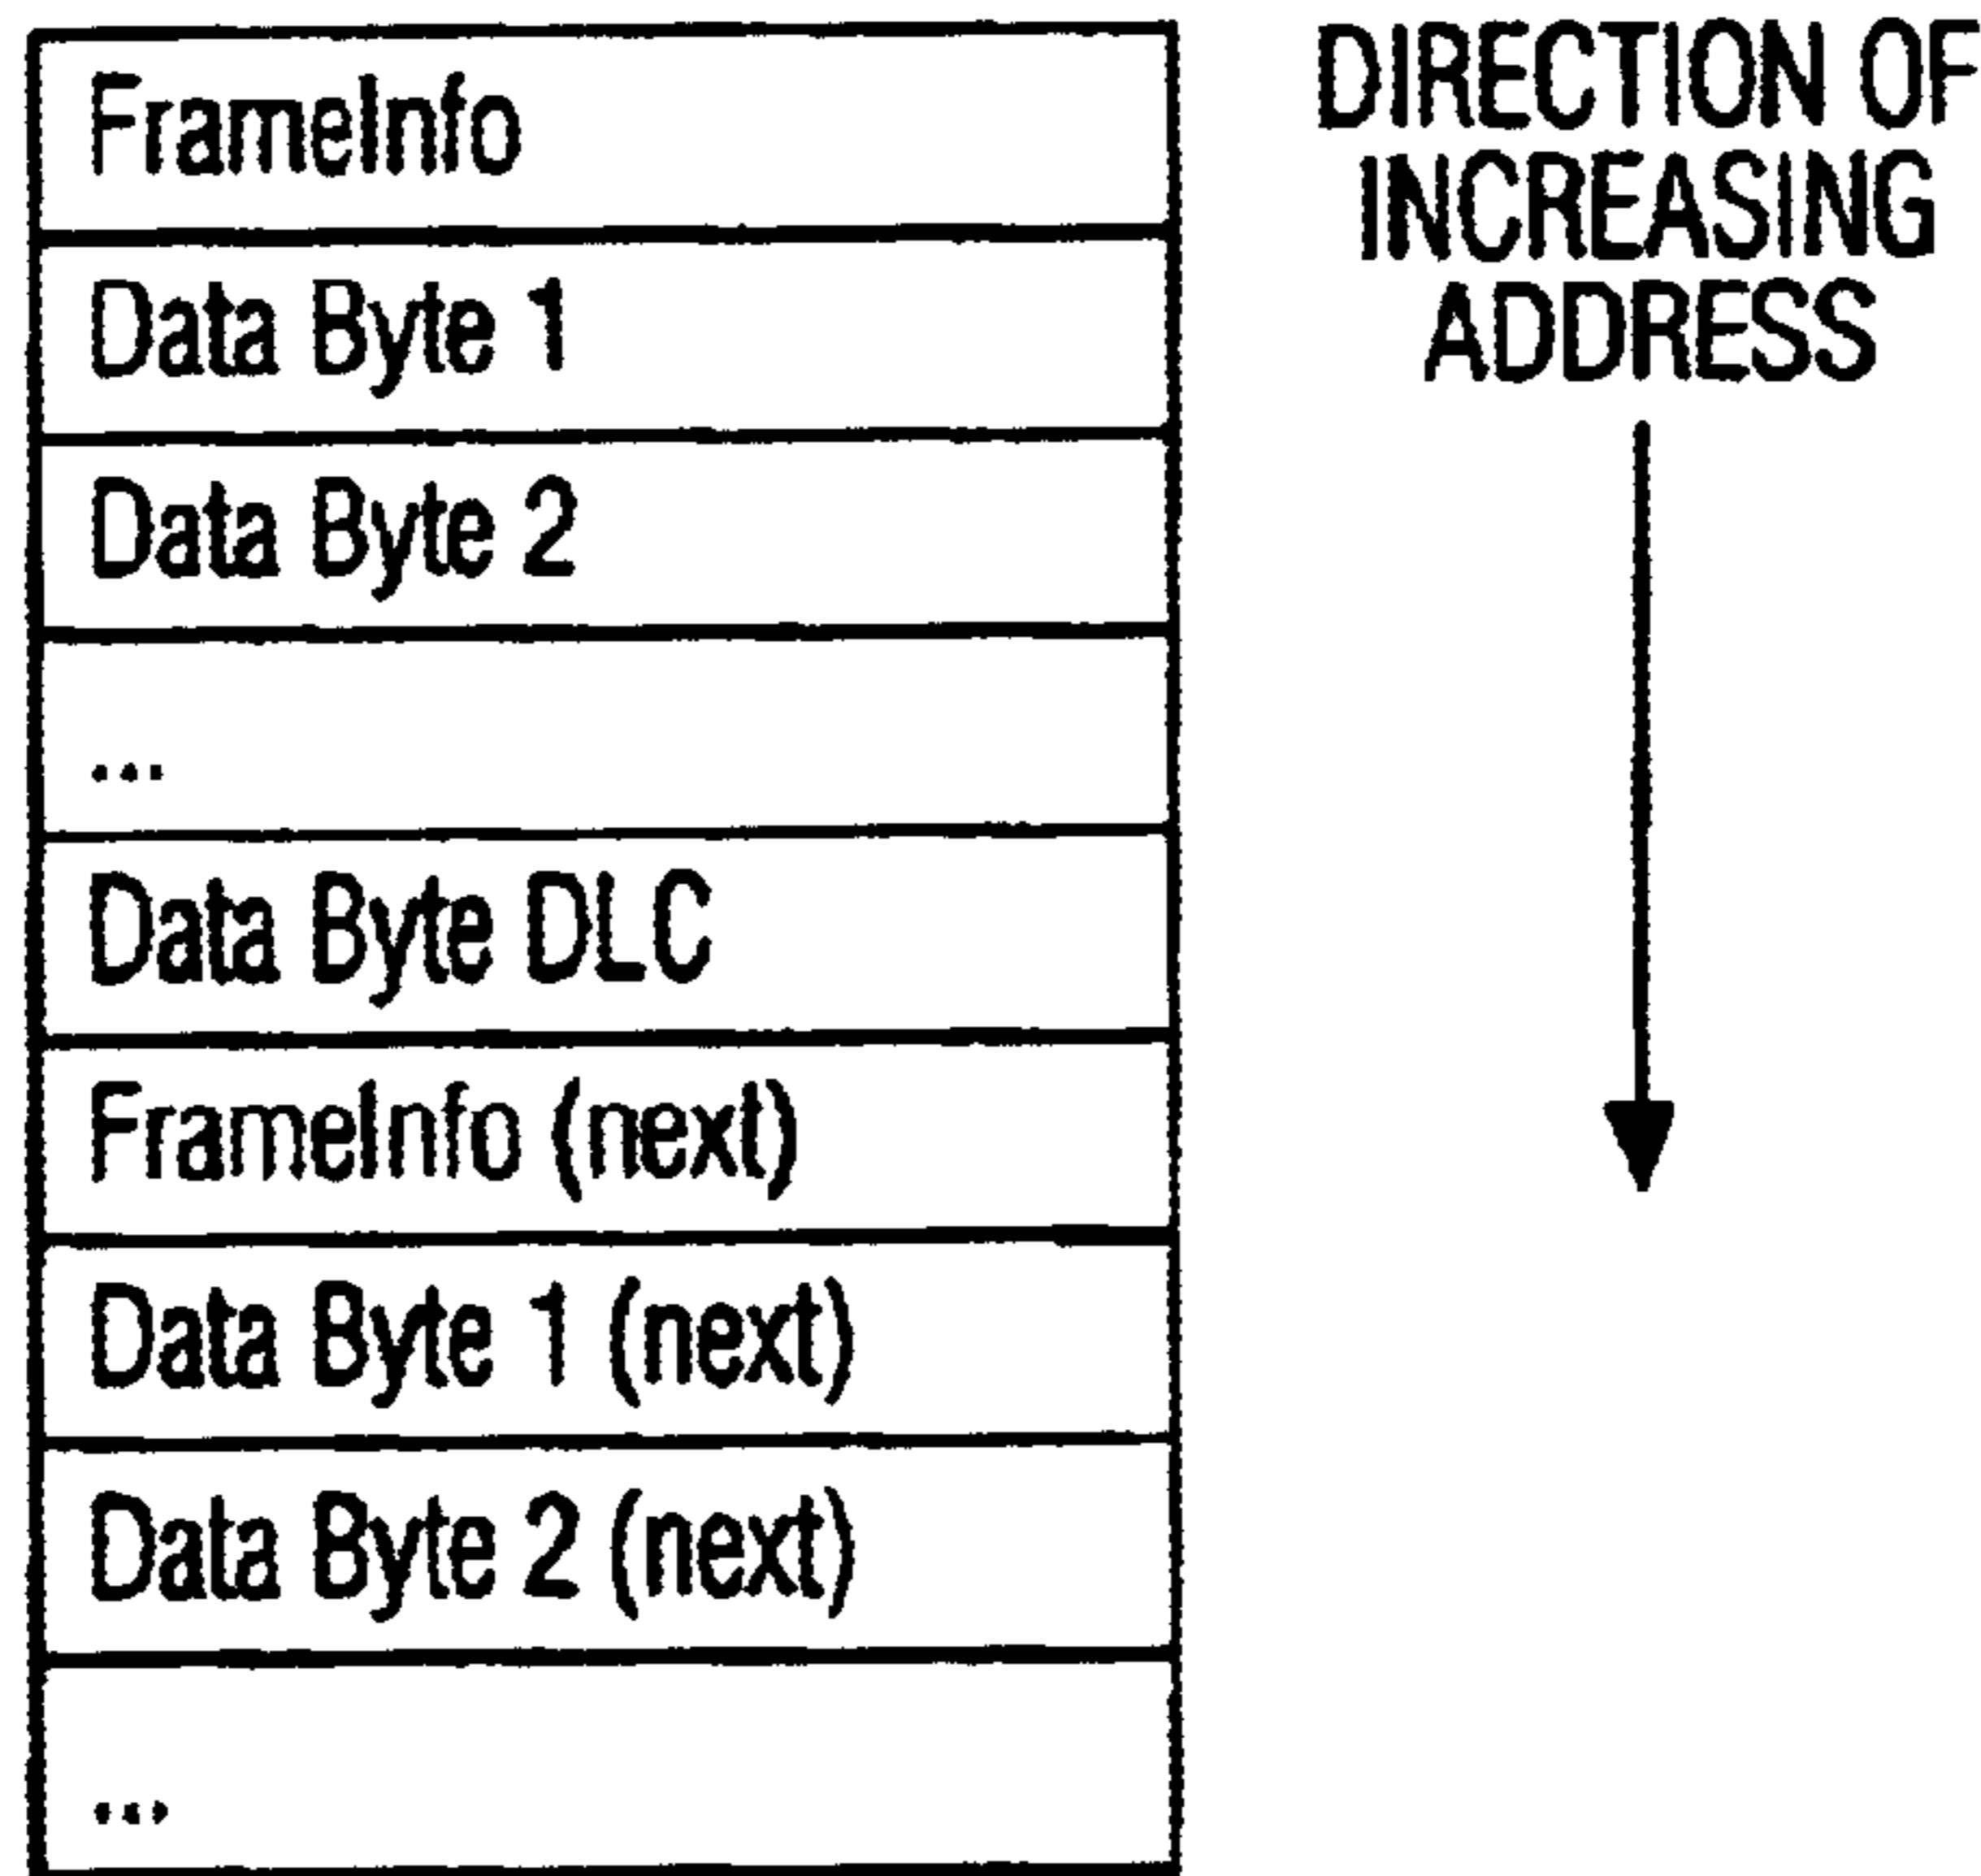 FrameInfo
Data Byte 1
Data Byte 2
...
Data Byte DLC
FrameInfo (next)
Data Byte 1 (next)
Data Byte 2 (next)
...
DIRECTION OF
INCREASING
ADDRESS